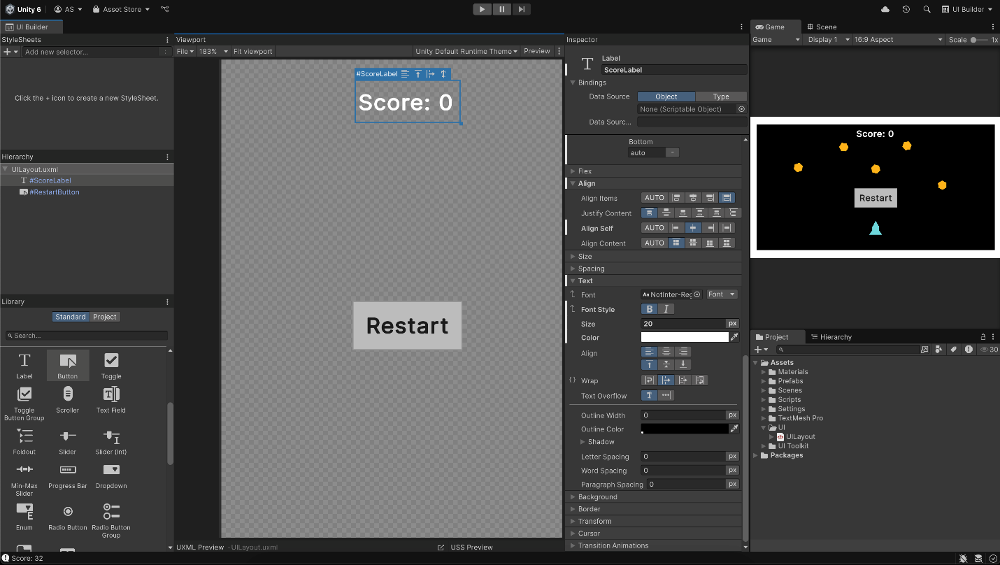 Unity 6 AS Asset Store UI Builder
UI Builder
StyleSheets
Add new selector...
Click the + icon to create a new StyleSheet.
Hierarchy
UILayout.uxml
#ScoreLabel
#RestartButton
Library
Standard Project
Search...
Label Button Toggle
Toggle Button Group Scroller Text Field
Foldout Slider Slider (Int)
Min-Max Slider Progress Bar Dropdown
Enum Radio Button Radio Button Group
Score: 32
Viewport
File 183% Fit viewport Unity Default Runtime Theme Preview
#ScoreLabel
Score: 0
Restart
UXML Preview - UILayout.uxml USS Preview
Inspector
Label
ScoreLabel
Bindings
Data Source Object Type
None (Scriptable Object)
Data Sourc...
Bottom
auto -
Flex
Align
Align Items AUTO
Justify Content
Align Self AUTO
Align Content AUTO
Size
Spacing
Text
Font Aa NotInter-Reg Font
Font Style B I
Size 20 px
Color
Align
Wrap
Text Overflow
Outline Width 0 px
Outline Color
Shadow
Letter Spacing 0 px
Word Spacing 0 px
Paragraph Spacing 0 px
Background
Border
Transform
Cursor
Transition Animations
Game Scene
Game Display 1 16:9 Aspect Scale 1x
Score: 0
Restart
Project Hierarchy
30
Assets
Materials
Prefabs
Scenes
Scripts
Settings
TextMesh Pro
UI
UILayout
UI Toolkit
Packages